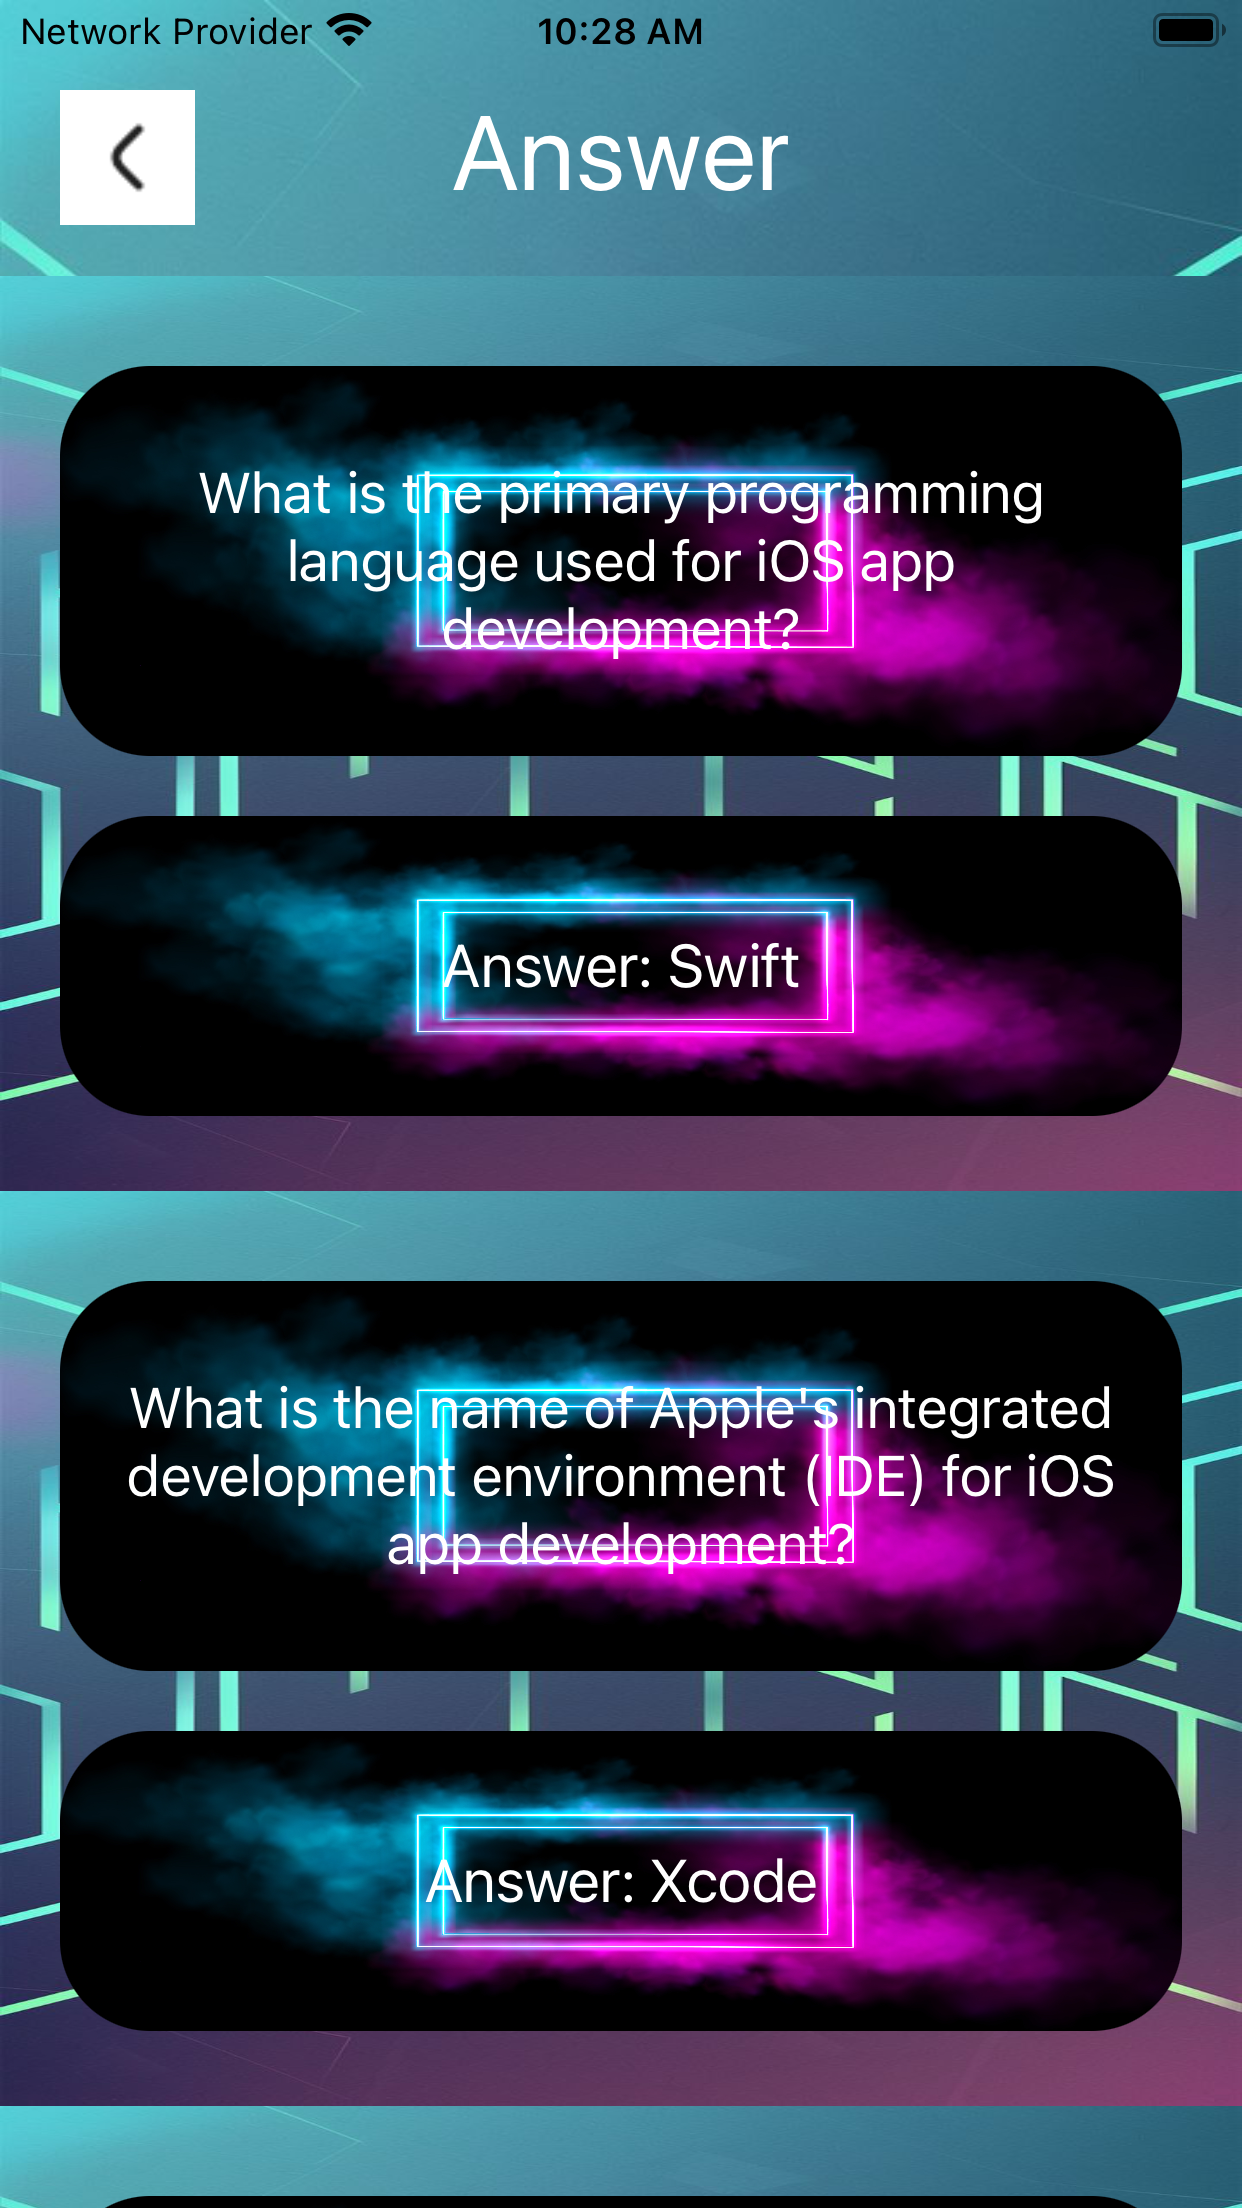 Network Provider 10:28 AM
Answer
What is the primary programming
language used for iOS app
development?
Answer: Swift
What is the name of Apple's integrated
development environment (IDE) for iOS
app development?
Answer: Xcode